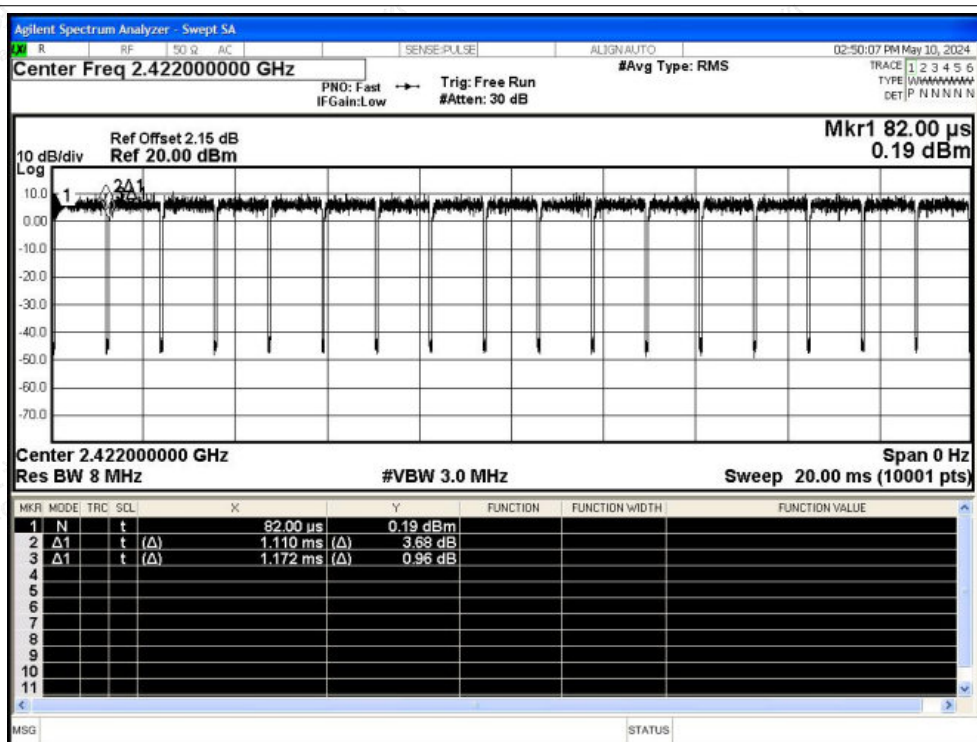 Agilent Spectrum Analyzer - Swept SA
R RF 50 Ω AC SENSE:PULSE ALIGN AUTO 02:50:07 PM May 10, 2024
Center Freq 2.422000000 GHz #Avg Type: RMS TRACE 1 2 3 4 5 6
PNO: Fast Trig: Free Run TYPE
IFGain:Low #Atten: 30 dB DET P N N N N N
Mkr1 82.00 µs
Ref Offset 2.15 dB
10 dB/div Ref 20.00 dBm 0.19 dBm
Log
10.0
1 2Δ1
0.00
-10.0
-20.0
-30.0
-40.0
-50.0
-60.0
-70.0
Center 2.422000000 GHz Span 0 Hz
Res BW 8 MHz #VBW 3.0 MHz Sweep 20.00 ms (10001 pts)
MKR MODE TRC SCL X Y FUNCTION FUNCTION WIDTH FUNCTION VALUE
1 N t 82.00 µs 0.19 dBm
2 Δ1 t (Δ) 1.110 ms (Δ) 3.68 dB
3 Δ1 t (Δ) 1.172 ms (Δ) 0.96 dB
4
5
6
7
8
9
10
11
MSG STATUS